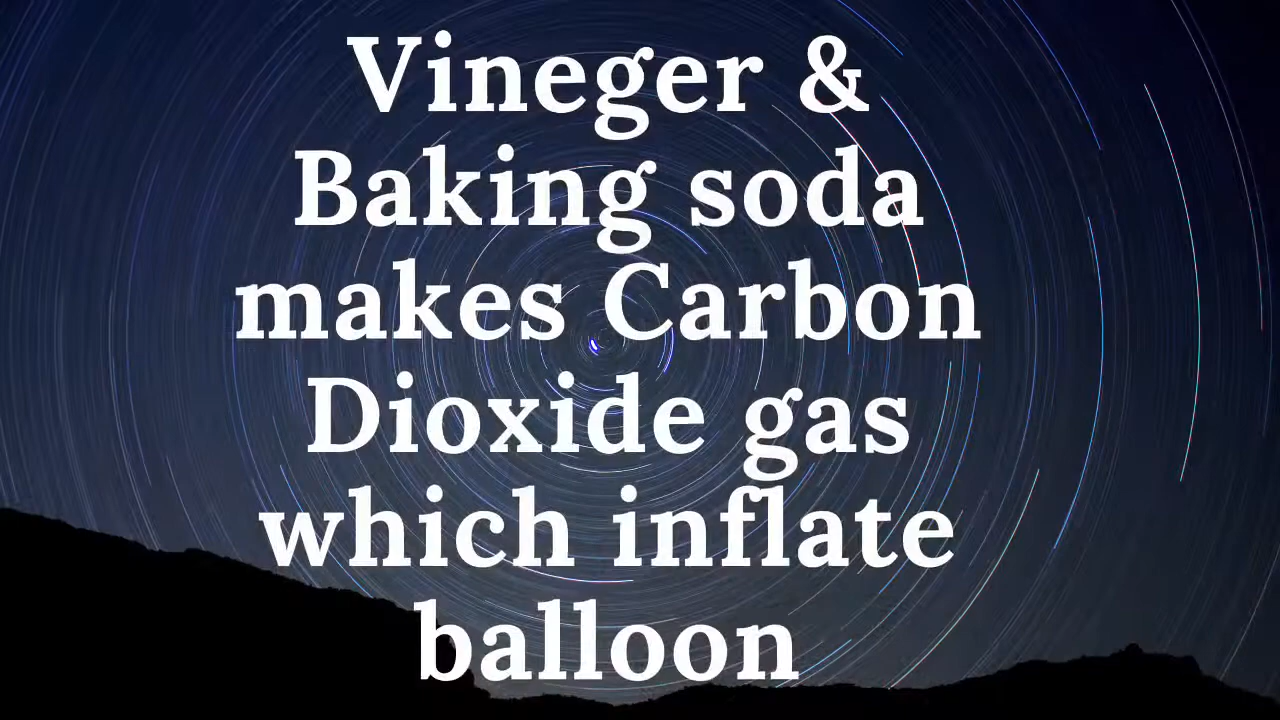 Vineger &
Baking soda
makes Carbon
Dioxide gas
which inflate
balloon